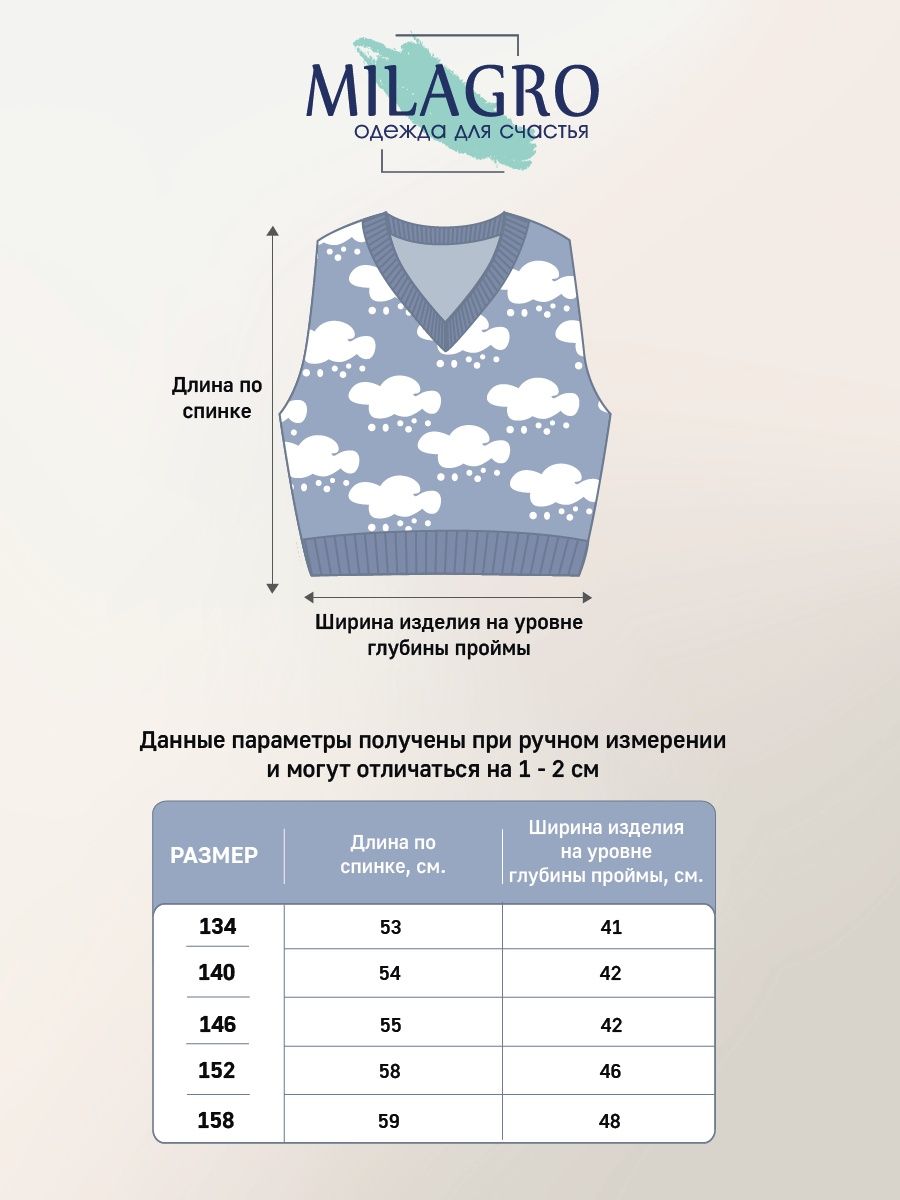 MILAGRO
одежда для счастья
Длина по
спинке
Ширина изделия на уровне
глубины проймы
Данные параметры получены при ручном измерении
и могут отличаться на 1 - 2 см
РАЗМЕР
Длина по
спинке, см.
Ширина изделия
на уровне
глубины проймы, см.
134 53 41
140 54 42
146 55 42
152 58 46
158 59 48